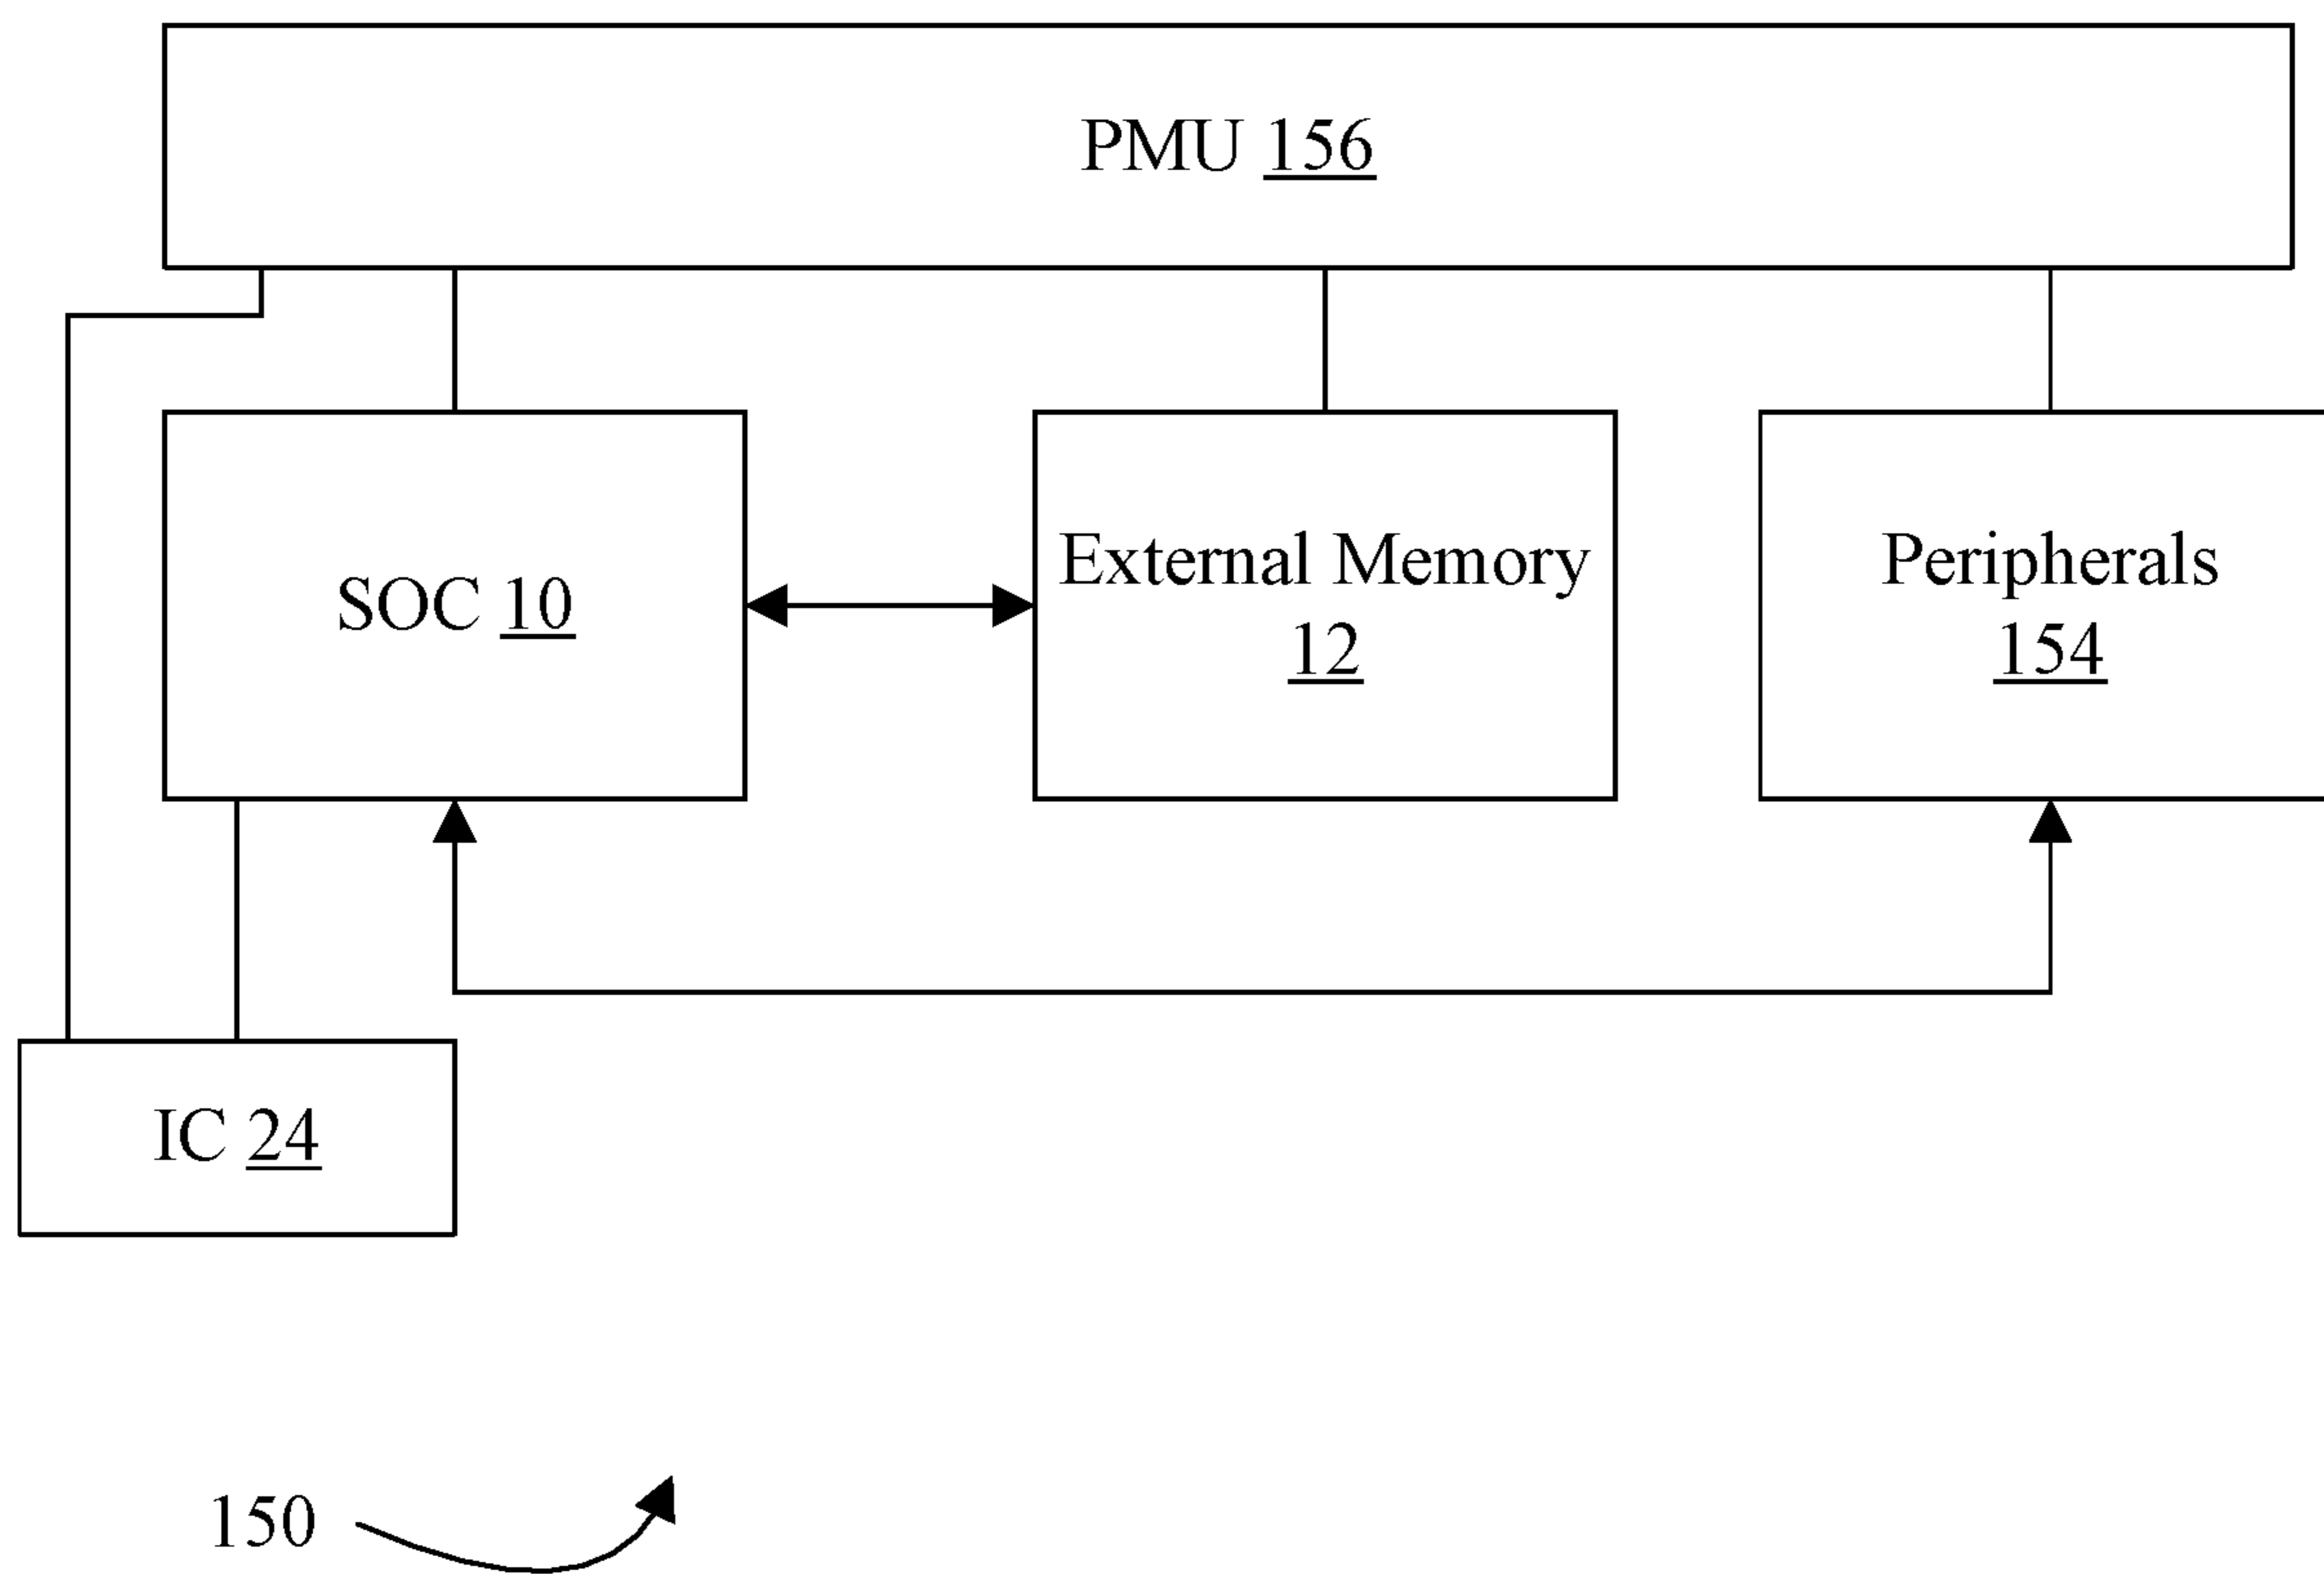 PMU 156
SOC 10
External Memory
12
Peripherals
154
IC 24
150